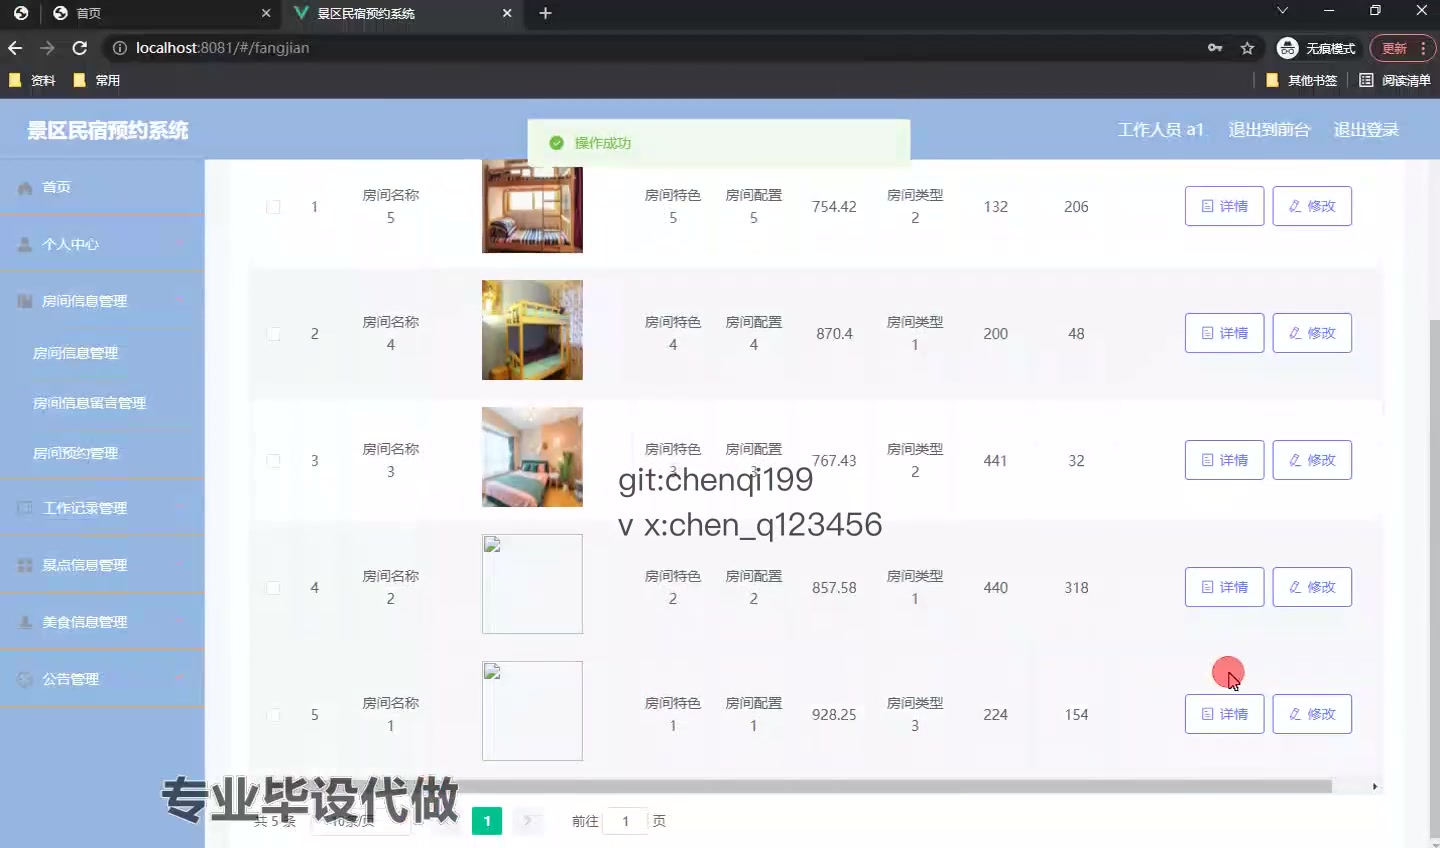 首页
景区民宿预约系统
localhost:8081/#/fangjian
无痕模式
更新
资料
常用
其他书签
阅读清单
景区民宿预约系统
操作成功
工作人员 a1
退出到前台
退出登录
首页
个人中心
房间信息管理
房间信息管理
房间信息留言管理
房间预约管理
工作记录管理
景点信息管理
美食信息管理
公告管理
1 房间名称5 房间特色5 房间配置5 754.42 房间类型2 132 206 详情 修改
2 房间名称4 房间特色4 房间配置4 870.4 房间类型1 200 48 详情 修改
3 房间名称3 房间特色3 房间配置3 767.43 房间类型2 441 32 详情 修改
git:chenqi199
v x:chen_q123456
4 房间名称2 房间特色2 房间配置2 857.58 房间类型1 440 318 详情 修改
5 房间名称1 房间特色1 房间配置1 928.25 房间类型3 224 154 详情 修改
专业毕设代做
共 5 条 10条/页 1 前往 1 页